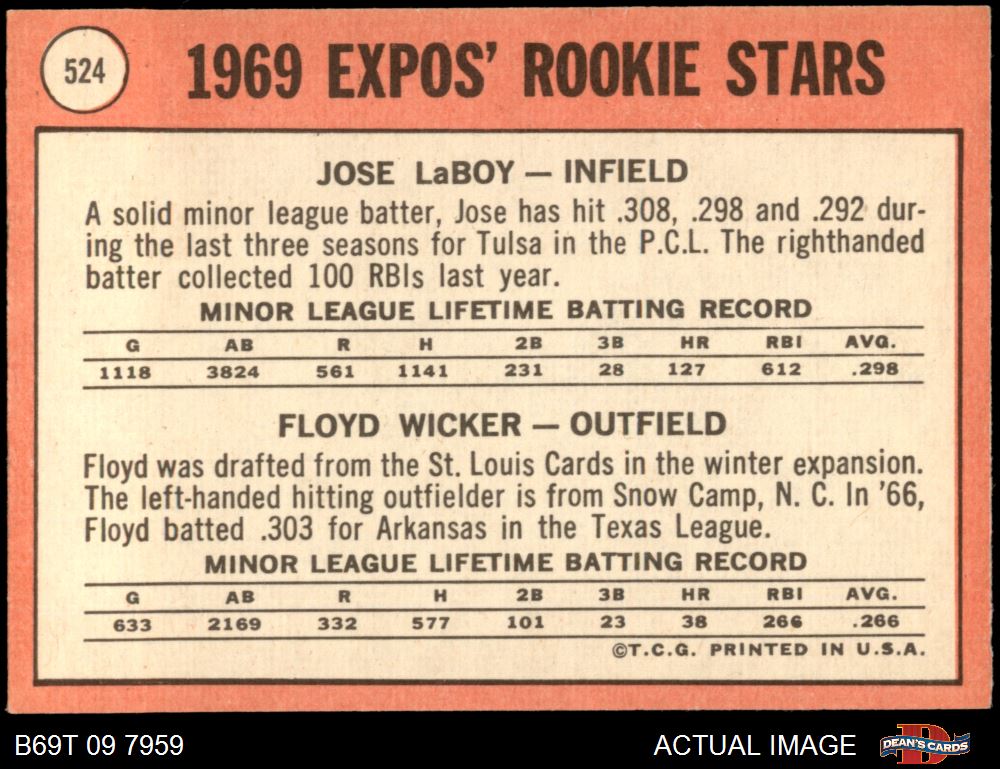 524
1969 EXPOS' ROOKIE STARS
JOSE LaBOY — INFIELD
A solid minor league batter, Jose has hit .308, .298 and .292 dur-
ing the last three seasons for Tulsa in the P.C.L. The righthanded
batter collected 100 RBIs last year.
MINOR LEAGUE LIFETIME BATTING RECORD
G AB R H 2B 3B HR RBI AVG.
1118 3824 561 1141 231 28 127 612 .298
FLOYD WICKER — OUTFIELD
Floyd was drafted from the St. Louis Cards in the winter expansion.
The left-handed hitting outfielder is from Snow Camp, N. C. In '66,
Floyd batted .303 for Arkansas in the Texas League.
MINOR LEAGUE LIFETIME BATTING RECORD
G AB R H 2B 3B HR RBI AVG.
633 2169 332 577 101 23 38 266 .266
©T.C.G. PRINTED IN U.S.A.
B69T 09 7959 ACTUAL IMAGE D DEAN'S CARDS